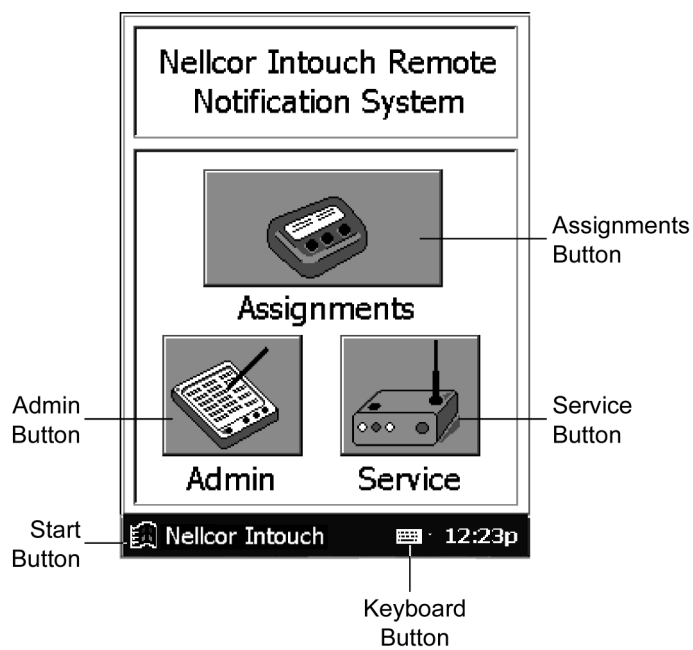 Nellcor Intouch Remote
Notification System
Assignments
Button
Assignments
Admin
Button
Service
Button
Admin
Service
Start
Button
Nellcor Intouch
12:23p
Keyboard
Button